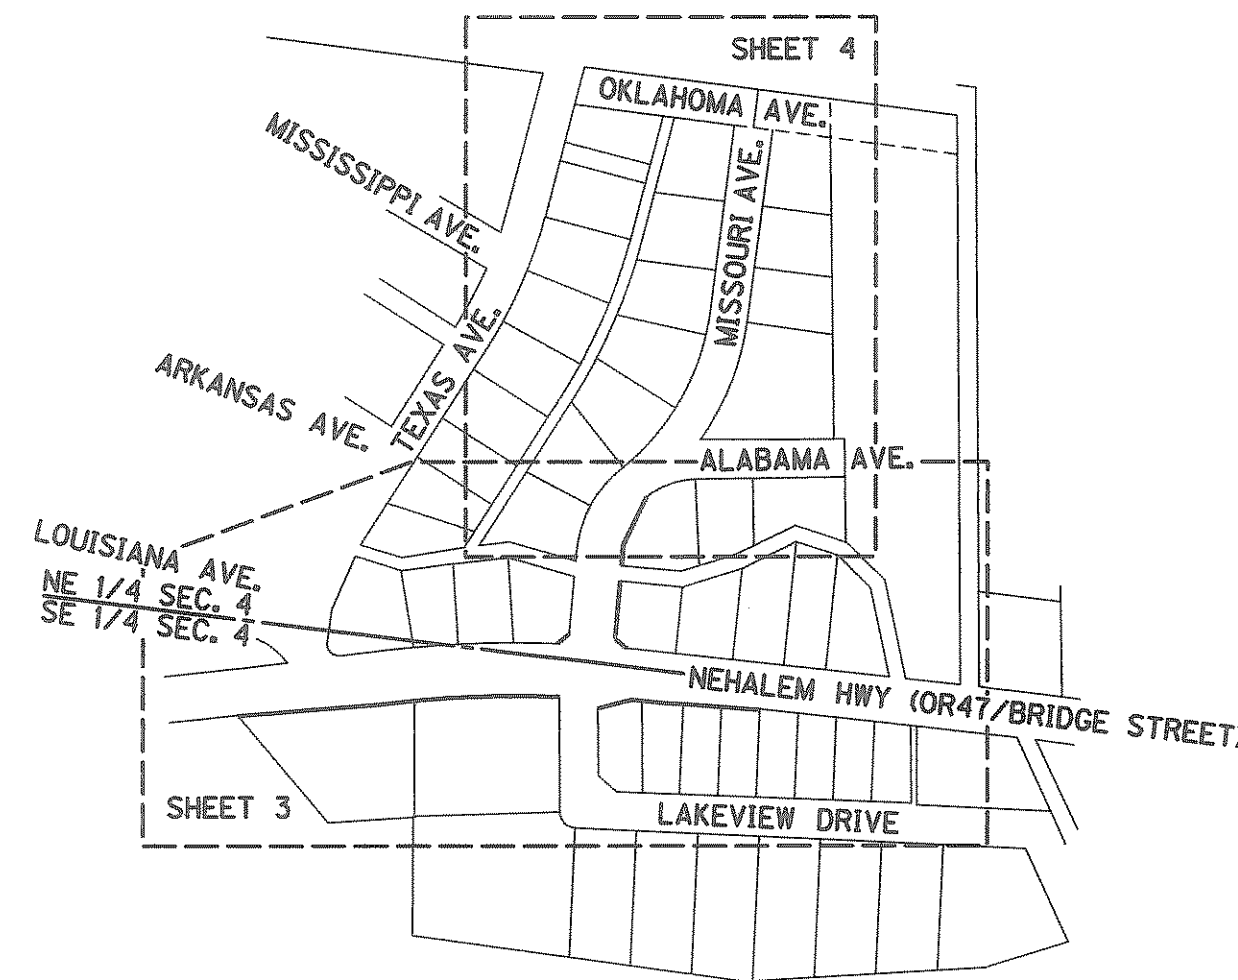 SHEET 4
OKLAHOMA AVE.
MISSISSIPPI AVE.
MISSOURI AVE.
TEXAS AVE.
ARKANSAS AVE.
ALABAMA AVE.
LOUISIANA AVE.
NE 1/4 SEC. 4
SE 1/4 SEC. 4
NEHALEM HWY (OR47/BRIDGE STREET)
SHEET 3
LAKEVIEW DRIVE